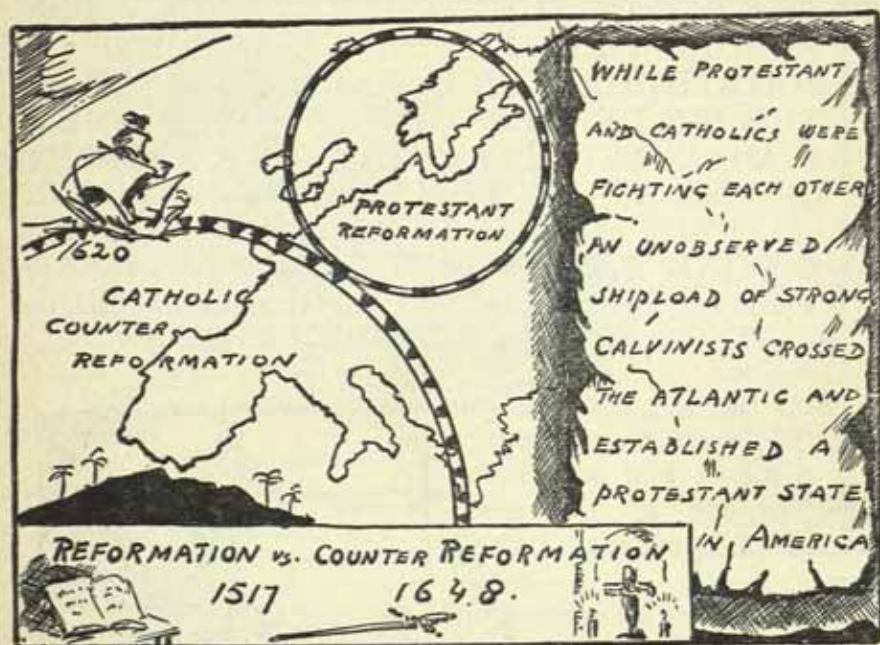 WHILE PROTESTANT
AND CATHOLICS WERE
FIGHTING EACH OTHER
AN UNOBSERVED
SHIPLOAD OF STRONG
CALVINISTS CROSSED
THE ATLANTIC AND
ESTABLISHED A
PROTESTANT STATE
IN AMERICA
PROTESTANT
REFORMATION
1620
CATHOLIC
COUNTER
REFORMATION
REFORMATION vs. COUNTER REFORMATION
1517 1648.